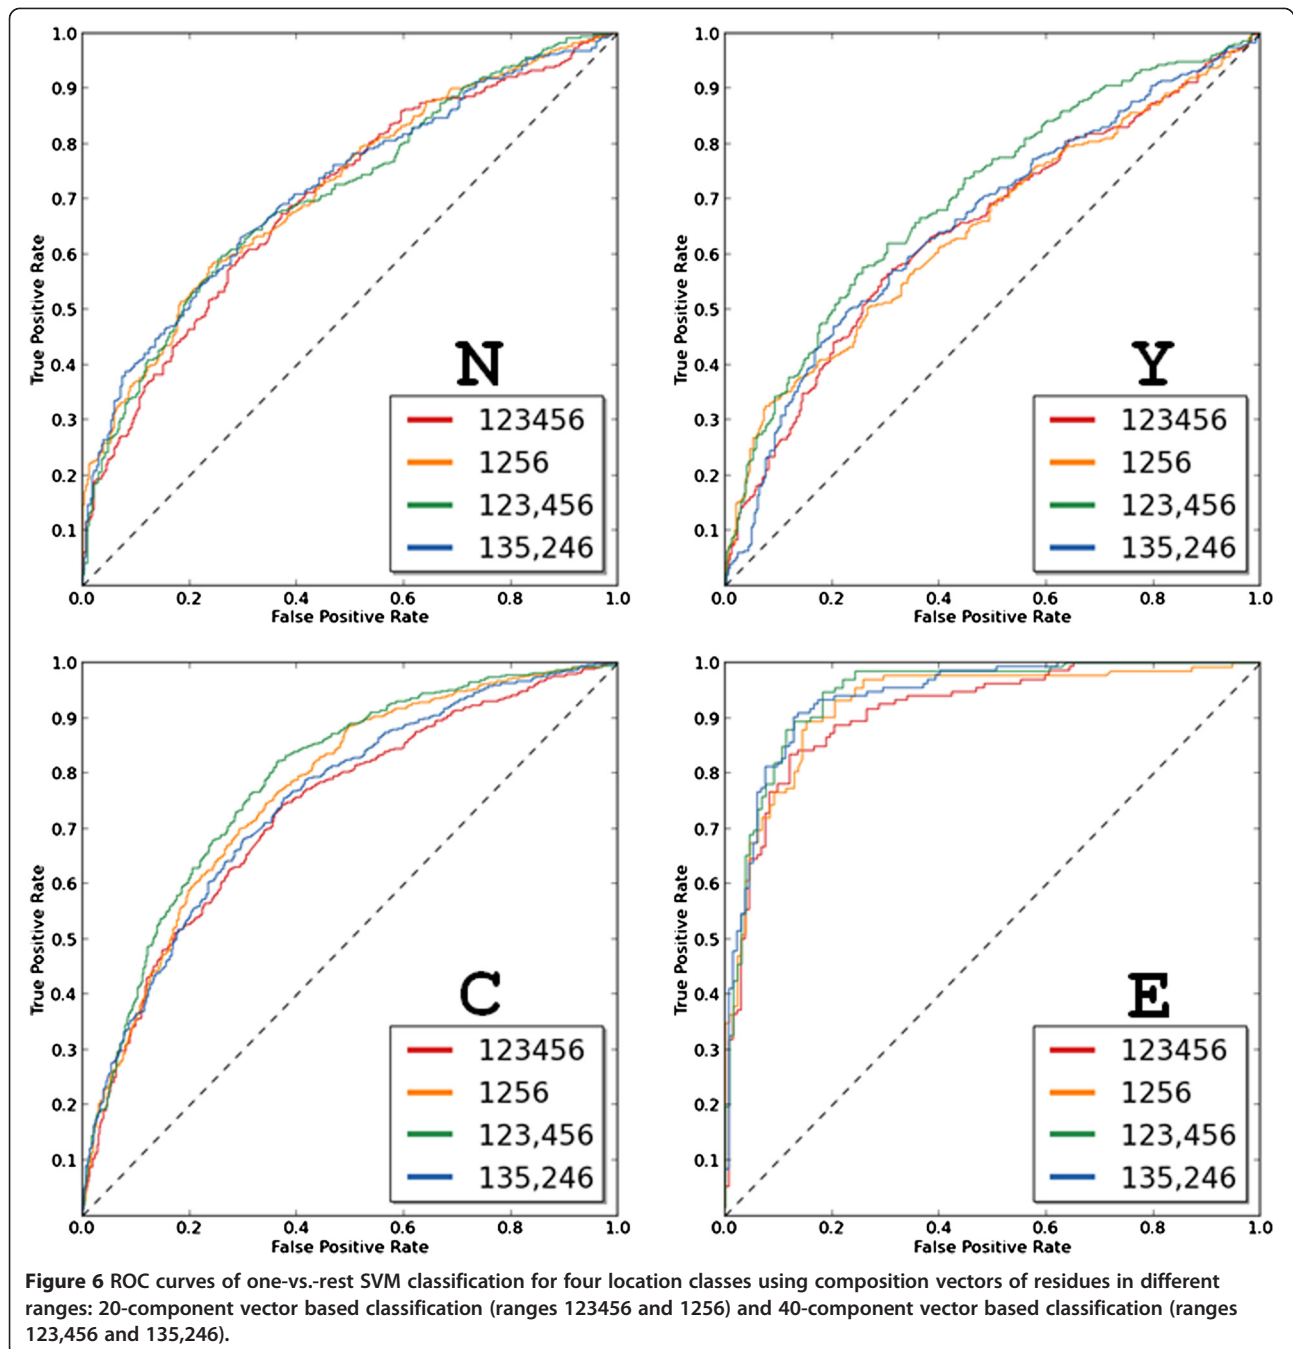 1.0
0.9
0.8
0.7
0.6
0.5
0.4
0.3
0.2
0.1
True Positive Rate
N
123456
1256
123,456
135,246
0.0 0.2 0.4 0.6 0.8 1.0
False Positive Rate
1.0
0.9
0.8
0.7
0.6
0.5
0.4
0.3
0.2
0.1
True Positive Rate
Y
123456
1256
123,456
135,246
0.0 0.2 0.4 0.6 0.8 1.0
False Positive Rate
1.0
0.9
0.8
0.7
0.6
0.5
0.4
0.3
0.2
0.1
True Positive Rate
C
123456
1256
123,456
135,246
0.0 0.2 0.4 0.6 0.8 1.0
False Positive Rate
1.0
0.9
0.8
0.7
0.6
0.5
0.4
0.3
0.2
0.1
True Positive Rate
E
123456
1256
123,456
135,246
0.0 0.2 0.4 0.6 0.8 1.0
False Positive Rate
Figure 6 ROC curves of one-vs.-rest SVM classification for four location classes using composition vectors of residues in different
ranges: 20-component vector based classification (ranges 123456 and 1256) and 40-component vector based classification (ranges
123,456 and 135,246).